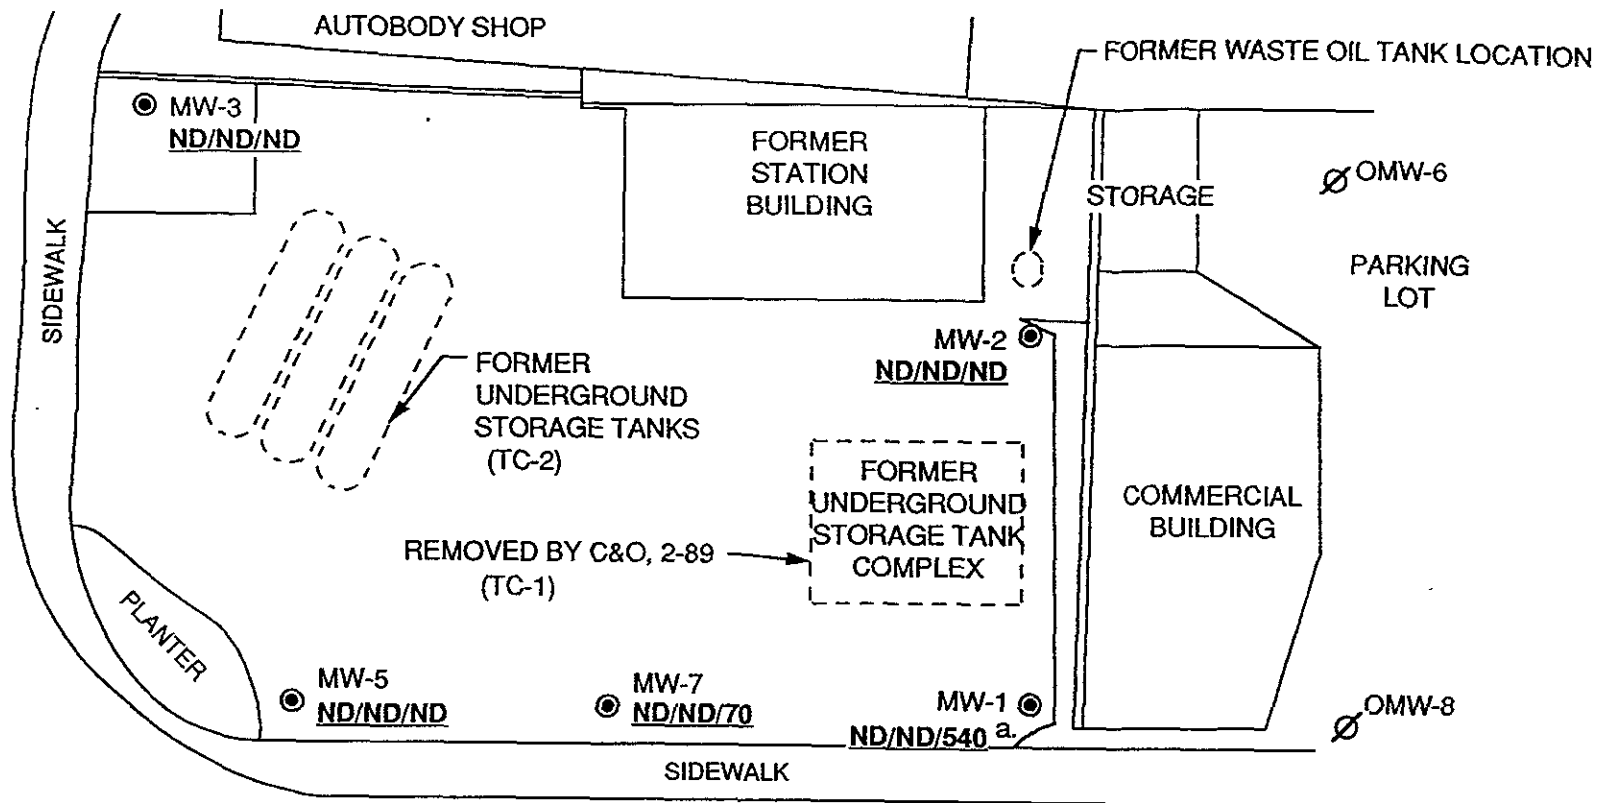 AUTOBODY SHOP
FORMER WASTE OIL TANK LOCATION
MW-3
ND/ND/ND
FORMER
STATION
BUILDING
STORAGE
OMW-6
PARKING
LOT
SIDEWALK
MW-2
ND/ND/ND
FORMER
UNDERGROUND
STORAGE TANKS
(TC-2)
FORMER
UNDERGROUND
STORAGE TANK
COMPLEX
COMMERCIAL
BUILDING
REMOVED BY C&O, 2-89
(TC-1)
PLANTER
MW-5
ND/ND/ND
MW-7
ND/ND/70
MW-1
ND/ND/540 a.
OMW-8
SIDEWALK